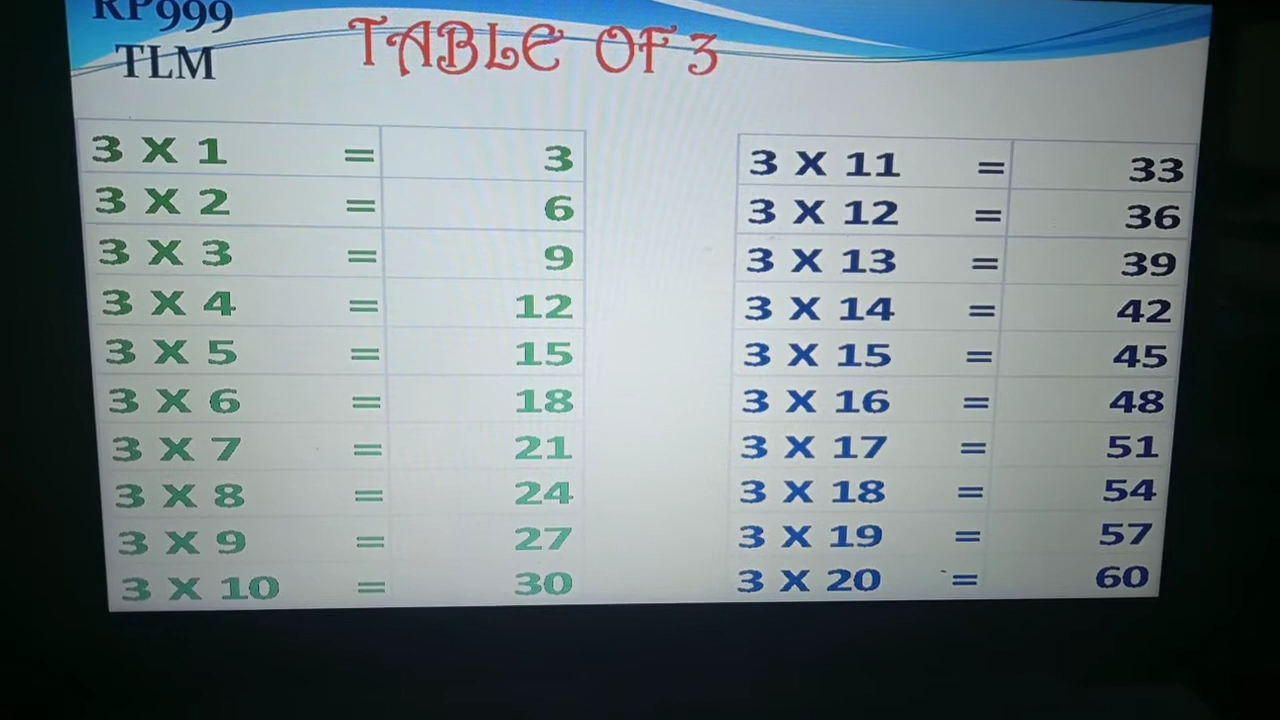 RP999
TLM
TABLE OF 3
3 X 1 = 3
3 X 2 = 6
3 X 3 = 9
3 X 4 = 12
3 X 5 = 15
3 X 6 = 18
3 X 7 = 21
3 X 8 = 24
3 X 9 = 27
3 X 10 = 30
3 X 11 = 33
3 X 12 = 36
3 X 13 = 39
3 X 14 = 42
3 X 15 = 45
3 X 16 = 48
3 X 17 = 51
3 X 18 = 54
3 X 19 = 57
3 X 20 = 60